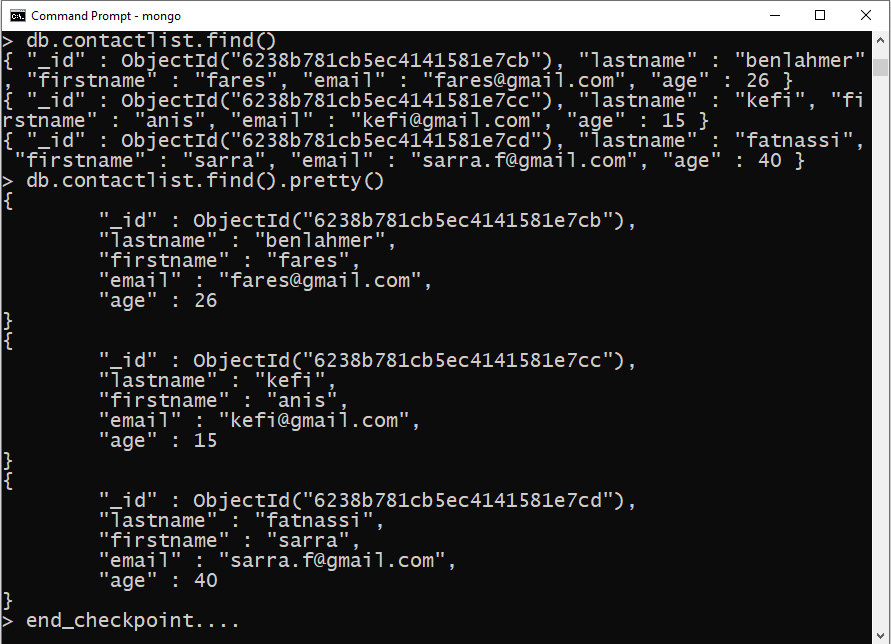 Command Prompt - mongo
> db.contactlist.find()
{ "_id" : ObjectId("6238b781cb5ec4141581e7cb"), "lastname" : "benlahmer"
, "firstname" : "fares", "email" : "fares@gmail.com", "age" : 26 }
{ "_id" : ObjectId("6238b781cb5ec4141581e7cc"), "lastname" : "kefi", "fi
rstname" : "anis", "email" : "kefi@gmail.com", "age" : 15 }
{ "_id" : ObjectId("6238b781cb5ec4141581e7cd"), "lastname" : "fatnassi",
 "firstname" : "sarra", "email" : "sarra.f@gmail.com", "age" : 40 }
> db.contactlist.find().pretty()
{
        "_id" : ObjectId("6238b781cb5ec4141581e7cb"),
        "lastname" : "benlahmer",
        "firstname" : "fares",
        "email" : "fares@gmail.com",
        "age" : 26
}
{
        "_id" : ObjectId("6238b781cb5ec4141581e7cc"),
        "lastname" : "kefi",
        "firstname" : "anis",
        "email" : "kefi@gmail.com",
        "age" : 15
}
{
        "_id" : ObjectId("6238b781cb5ec4141581e7cd"),
        "lastname" : "fatnassi",
        "firstname" : "sarra",
        "email" : "sarra.f@gmail.com",
        "age" : 40
}
> end_checkpoint....